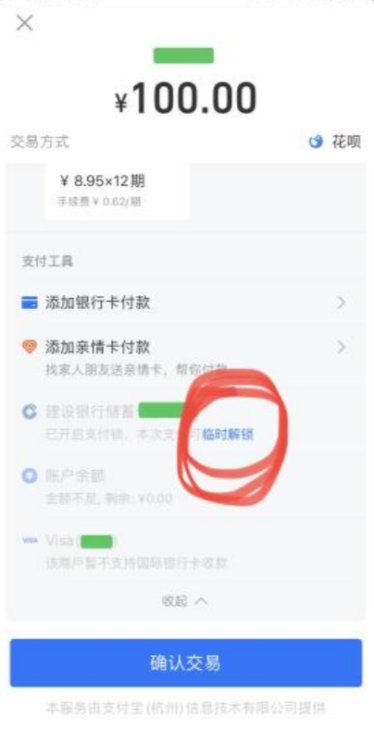 ¥100.00
交易方式 花呗
¥ 8.95×12期
手续费 ¥ 0.62/期
支付工具
添加银行卡付款
添加亲情卡付款
找家人朋友送亲情卡，帮你付款
建设银行储蓄
已开启支付锁，本次支付可临时解锁
账户余额
金额不足, 剩余: ¥0.00
VISA Visa(
该商户暂不支持国际银行卡收款
收起
确认交易
本服务由支付宝(杭州)信息技术有限公司提供